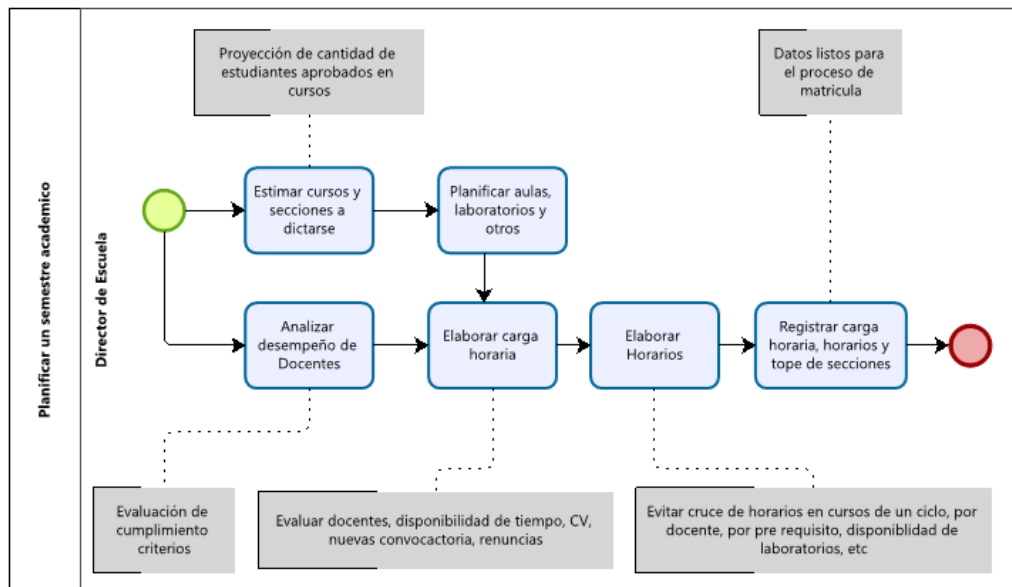 Planificar un semestre academico
Director de Escuela
Proyección de cantidad de
estudiantes aprobados en
cursos
Datos listos para
el proceso de
matricula
Estimar cursos y
secciones a
dictarse
Planificar aulas,
laboratorios y
otros
Analizar
desempeño de
Docentes
Elaborar carga
horaria
Elaborar
Horarios
Registrar carga
horaria, horarios y
tope de secciones
Evaluación de
cumplimiento
criterios
Evaluar docentes, disponibilidad de tiempo, CV,
nuevas convocactoria, renuncias
Evitar cruce de horarios en cursos de un ciclo, por
docente, por pre requisito, disponiblidad de
laboratorios, etc